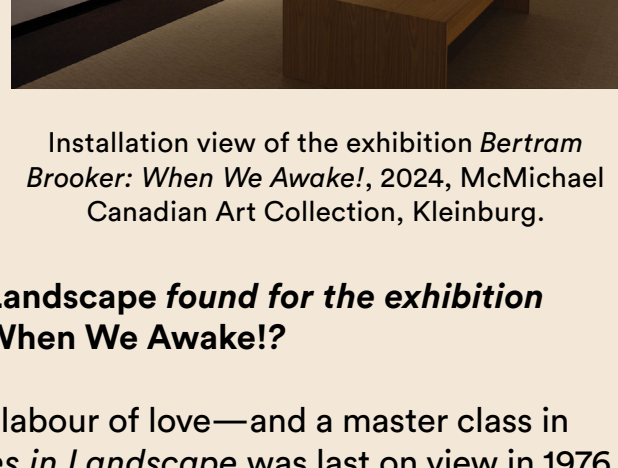 Installation view of the exhibition Bertram
Brooker: When We Awake!, 2024, McMichael
Canadian Art Collection, Kleinburg.
Landscape found for the exhibition
When We Awake!?
labour of love—and a master class in
es in Landscape was last on view in 1976